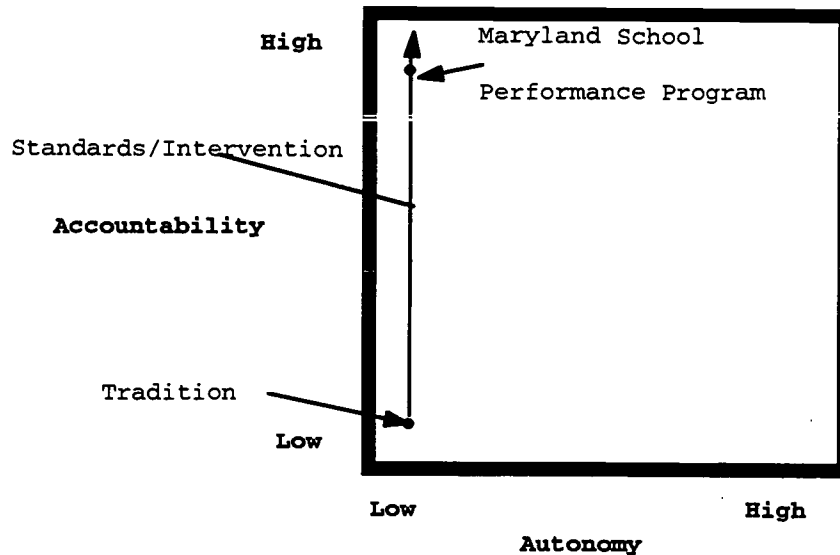 High
Maryland School
Performance Program
Standards/Intervention
Accountability
Tradition
Low
Low
High
Autonomy